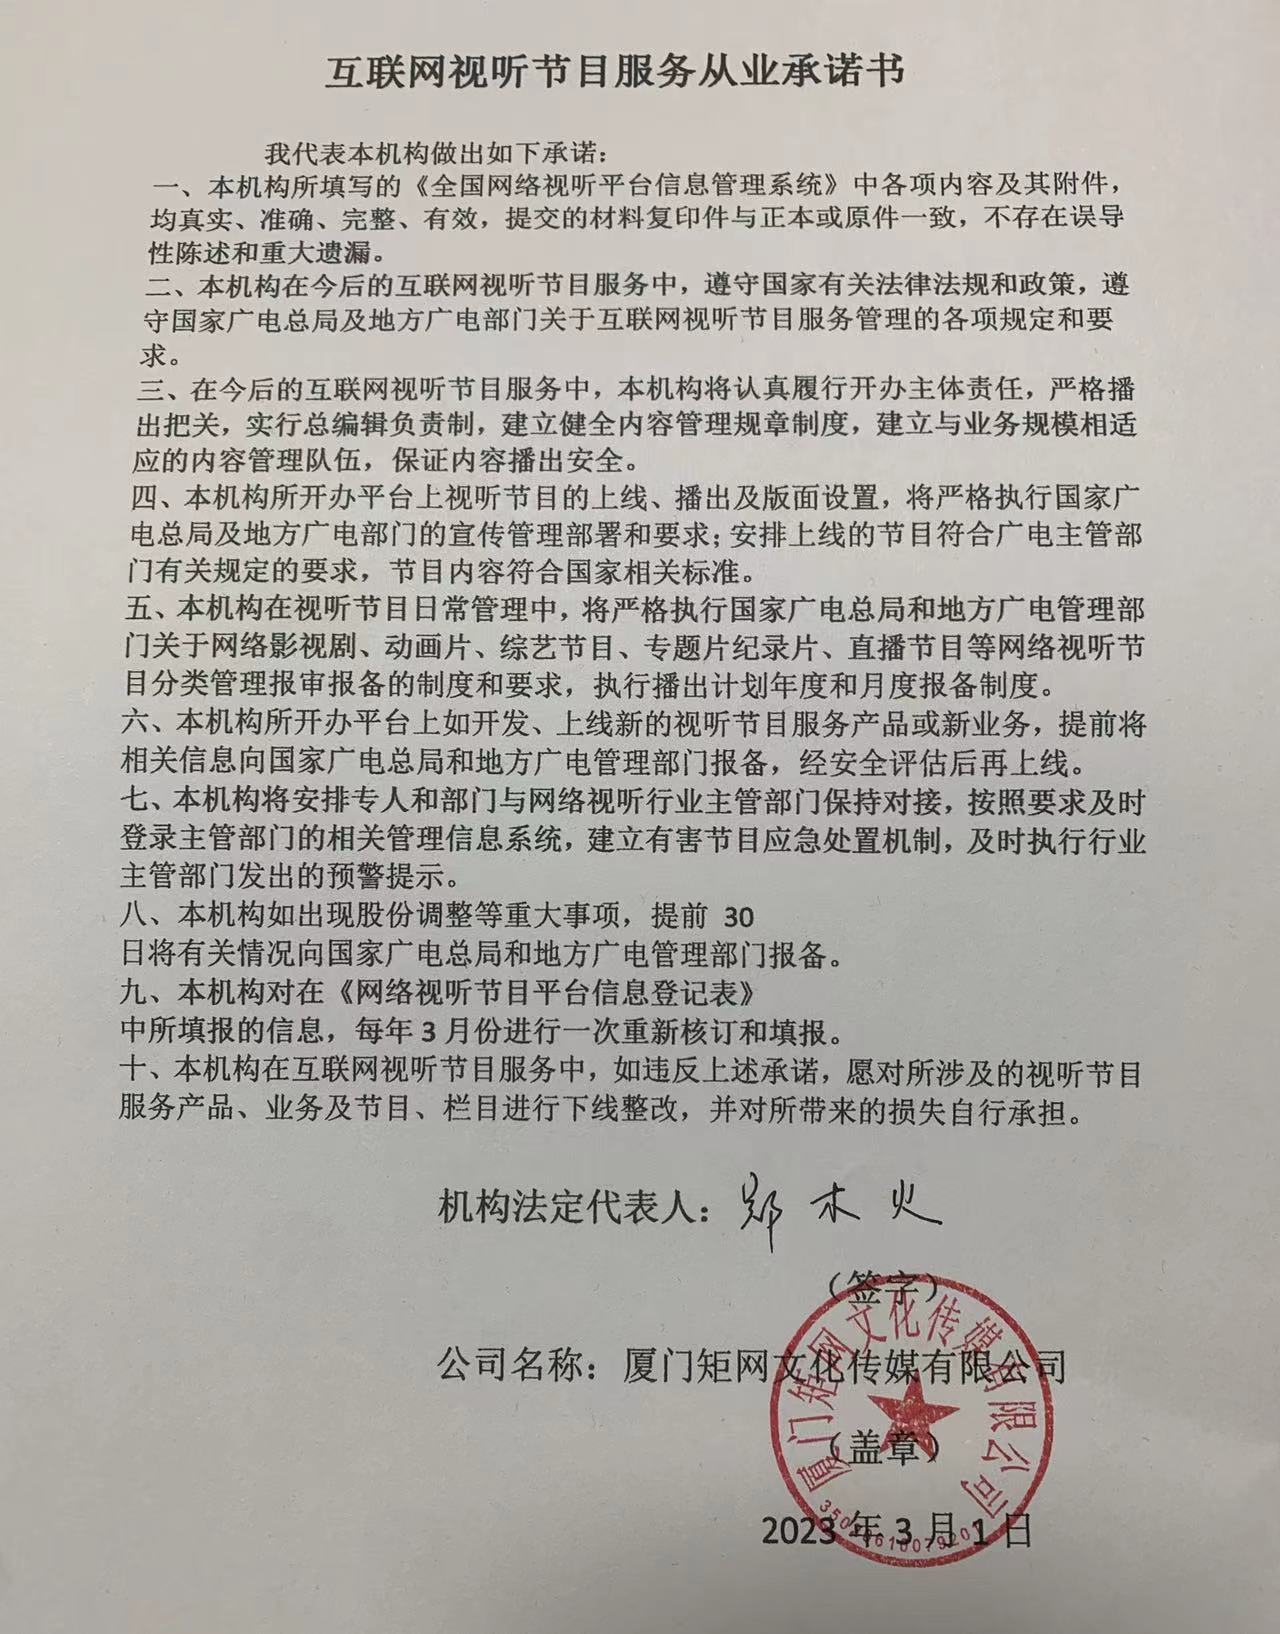 互联网视听节目服务从业承诺书
我代表本机构做出如下承诺：
一、本机构所填写的《全国网络视听平台信息管理系统》中各项内容及其附件，
均真实、准确、完整、有效，提交的材料复印件与正本或原件一致，不存在误导
性陈述和重大遗漏。
二、本机构在今后的互联网视听节目服务中，遵守国家有关法律法规和政策，遵
守国家广电总局及地方广电部门关于互联网视听节目服务管理的各项规定和要
求。
三、在今后的互联网视听节目服务中，本机构将认真履行开办主体责任，严格播
出把关，实行总编辑负责制，建立健全内容管理规章制度，建立与业务规模相适
应的内容管理队伍，保证内容播出安全。
四、本机构所开办平台上视听节目的上线、播出及版面设置，将严格执行国家广
电总局及地方广电部门的宣传管理部署和要求；安排上线的节目符合广电主管部
门有关规定的要求，节目内容符合国家相关标准。
五、本机构在视听节目日常管理中，将严格执行国家广电总局和地方广电管理部
门关于网络影视剧、动画片、综艺节目、专题片纪录片、直播节目等网络视听节
目分类管理报审报备的制度和要求，执行播出计划年度和月度报备制度。
六、本机构所开办平台上如开发、上线新的视听节目服务产品或新业务，提前将
相关信息向国家广电总局和地方广电管理部门报备，经安全评估后再上线。
七、本机构将安排专人和部门与网络视听行业主管部门保持对接，按照要求及时
登录主管部门的相关管理信息系统，建立有害节目应急处置机制，及时执行行业
主管部门发出的预警提示。
八、本机构如出现股份调整等重大事项，提前 30
日将有关情况向国家广电总局和地方广电管理部门报备。
九、本机构对在《网络视听节目平台信息登记表》
中所填报的信息，每年 3 月份进行一次重新核订和填报。
十、本机构在互联网视听节目服务中，如违反上述承诺，愿对所涉及的视听节目
服务产品、业务及节目、栏目进行下线整改，并对所带来的损失自行承担。
机构法定代表人：郑木火
（签字）
公司名称：厦门矩网文化传媒有限公司
（盖章）
2023 年 3 月 1 日
厦门矩网文化传媒有限公司